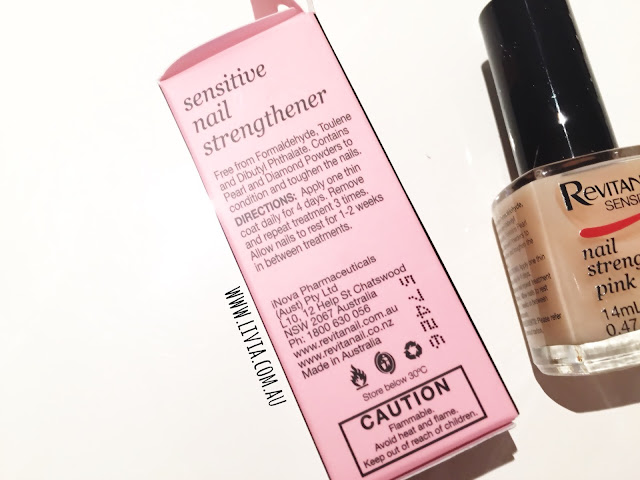 sensitive
nail
strengthener
Free from Formaldehyde, Toulene
and Dibutyl Phthalate. Contains
Pearl and Diamond Powders to
condition and toughen the nails.
DIRECTIONS: Apply one thin
coat daily for 4 days. Remove
and repeat treatment 3 times.
Allow nails to rest for 1-2 weeks
in between treatments.
iNova Pharmaceuticals
(Aust) Pty Ltd
10, 12 Help St Chatswood
NSW 2067 Australia
Ph: 1800 630 056
www.revitanail.com.au
www.revitanail.co.nz
Made in Australia
Store below 30°C
CAUTION
Flammable.
Avoid heat and flame.
Keep out of reach of children.
WWW.LIVIA.COM.AU
REVITAN
SENSI
nail
streng
pink
14mL
0.47